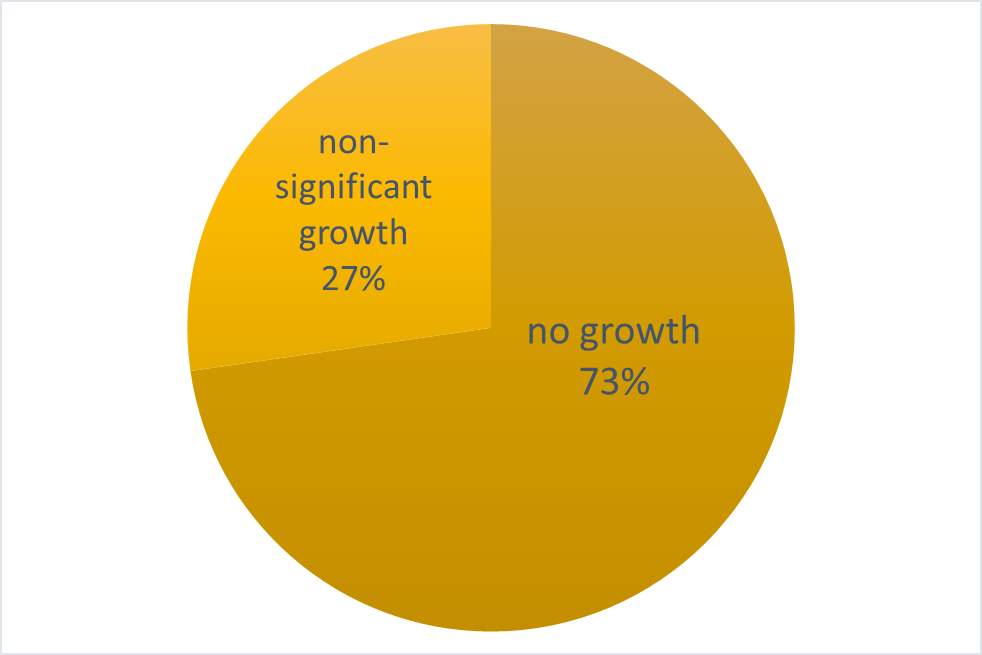 non-
significant
growth
27%
no growth
73%